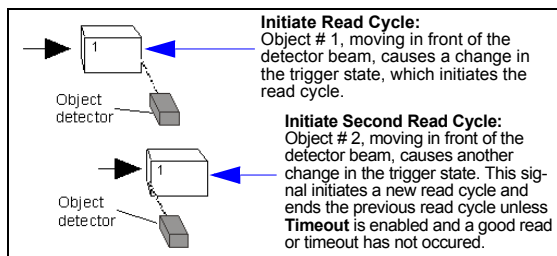 Initiate Read Cycle:
Object # 1, moving in front of the
detector beam, causes a change in
the trigger state, which initiates the
read cycle.
1
Object
detector
Initiate Second Read Cycle:
Object # 2, moving in front of the
detector beam, causes another
change in the trigger state. This sig-
nal initiates a new read cycle and
ends the previous read cycle unless
Timeout is enabled and a good read
or timeout has not occured.
1
Object
detector